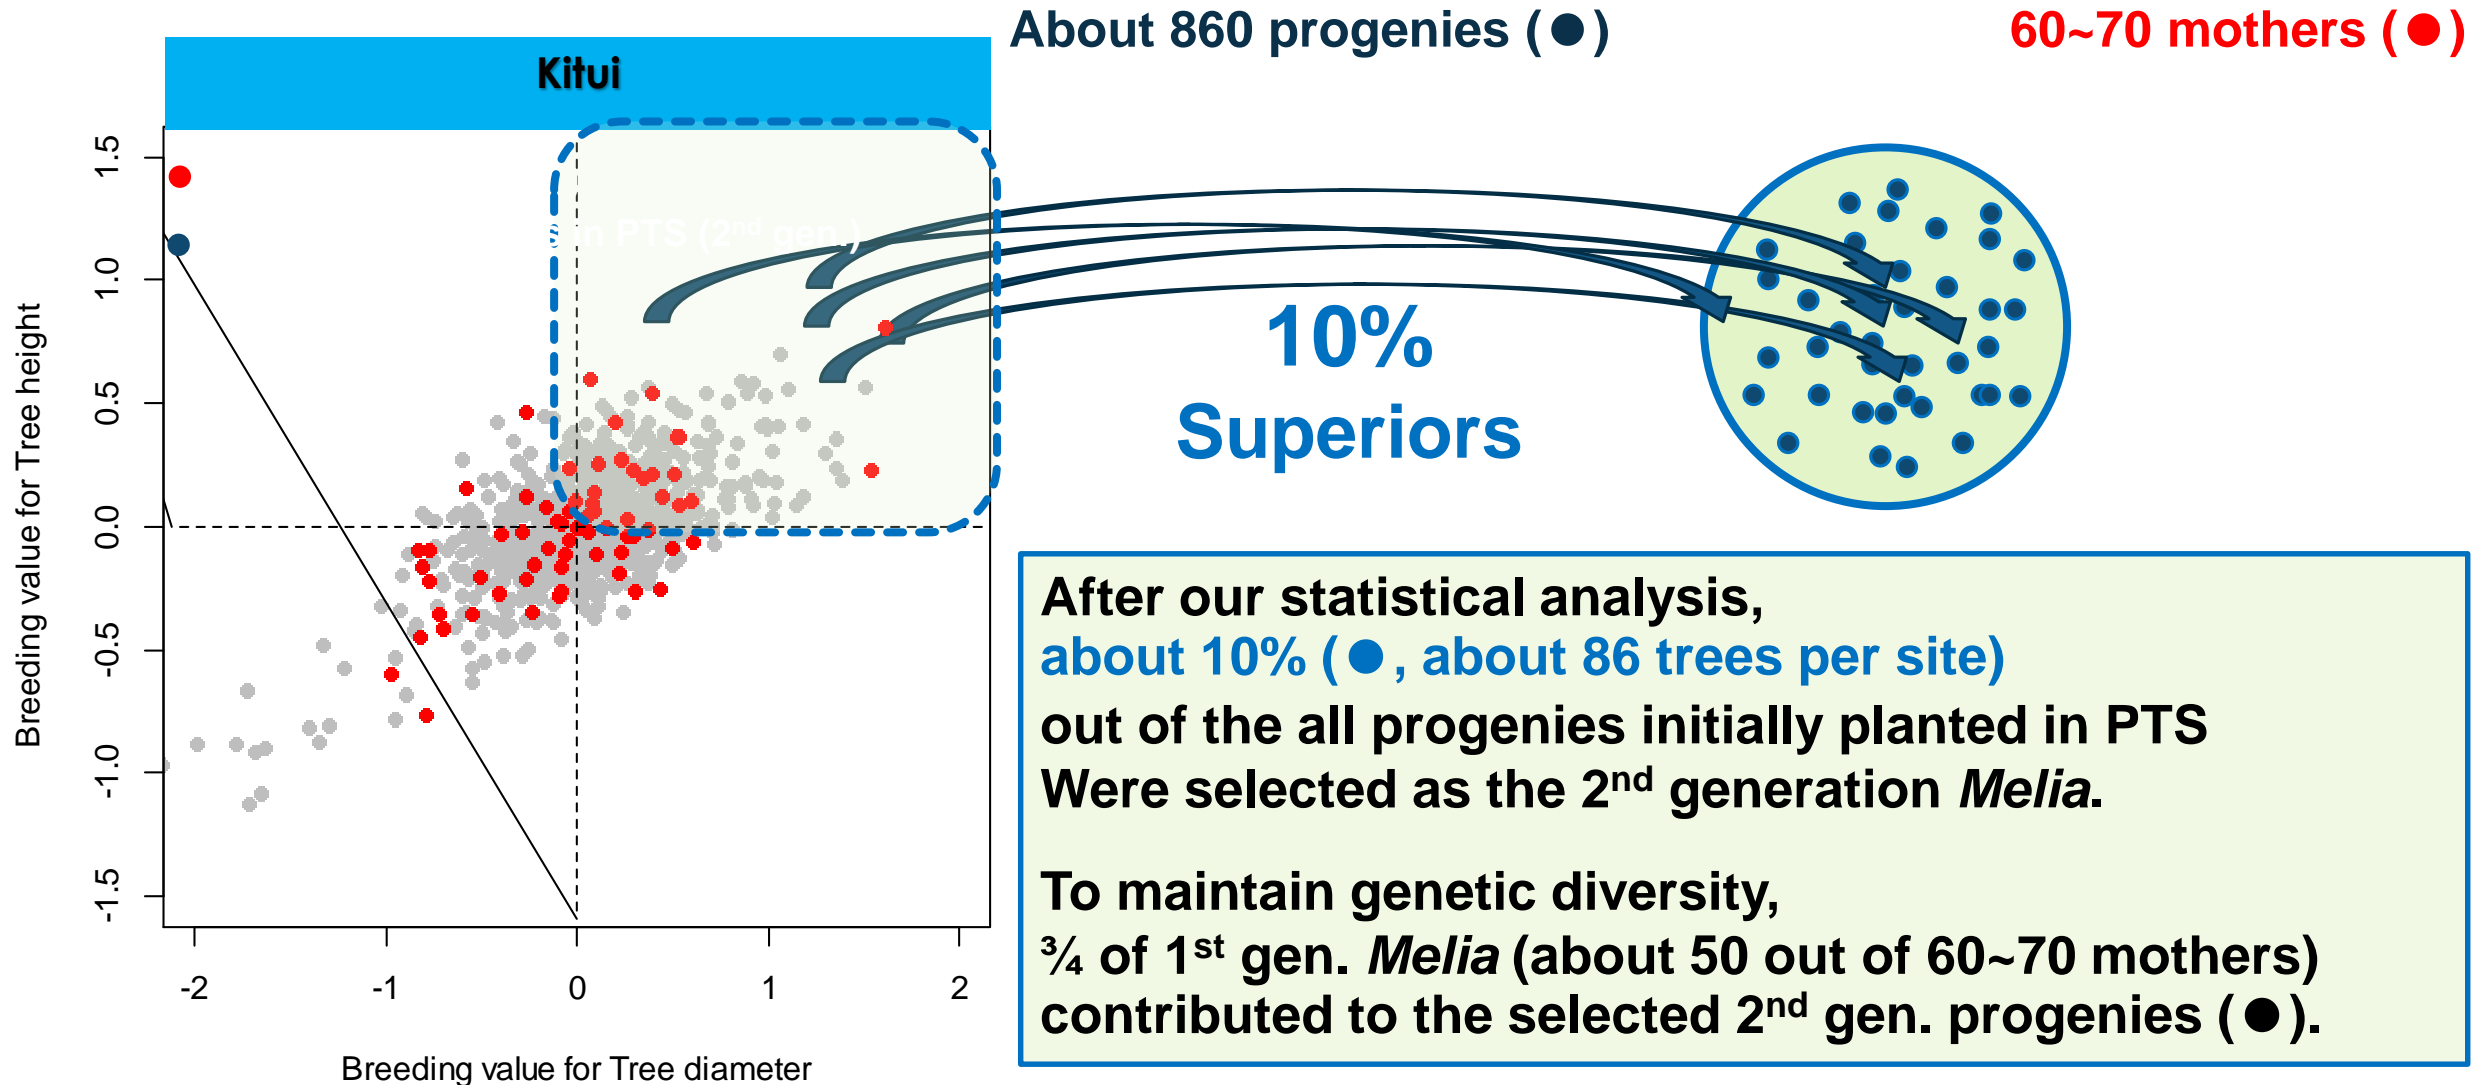 About 860 progenies (●)
60~70 mothers (●)
Kitui
in PTS (2nd gen.)
Breeding value for Tree height
1.5
1.0
0.5
0.0
-0.5
-1.0
-1.5
-2 -1 0 1 2
Breeding value for Tree diameter
10%
Superiors
After our statistical analysis,
about 10% (●, about 86 trees per site)
out of the all progenies initially planted in PTS
Were selected as the 2nd generation Melia.
To maintain genetic diversity,
¾ of 1st gen. Melia (about 50 out of 60~70 mothers)
contributed to the selected 2nd gen. progenies (●).